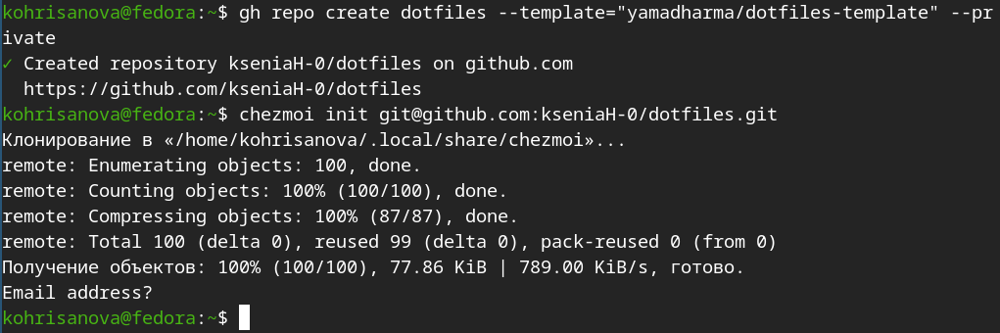 kohrisanova@fedora:~$ gh repo create dotfiles --template="yamadharma/dotfiles-template" --pr
ivate
✓ Created repository kseniaH-0/dotfiles on github.com
  https://github.com/kseniaH-0/dotfiles
kohrisanova@fedora:~$ chezmoi init git@github.com:kseniaH-0/dotfiles.git
Клонирование в «/home/kohrisanova/.local/share/chezmoi»...
remote: Enumerating objects: 100, done.
remote: Counting objects: 100% (100/100), done.
remote: Compressing objects: 100% (87/87), done.
remote: Total 100 (delta 0), reused 99 (delta 0), pack-reused 0 (from 0)
Получение объектов: 100% (100/100), 77.86 KiB | 789.00 KiB/s, готово.
Email address?
kohrisanova@fedora:~$